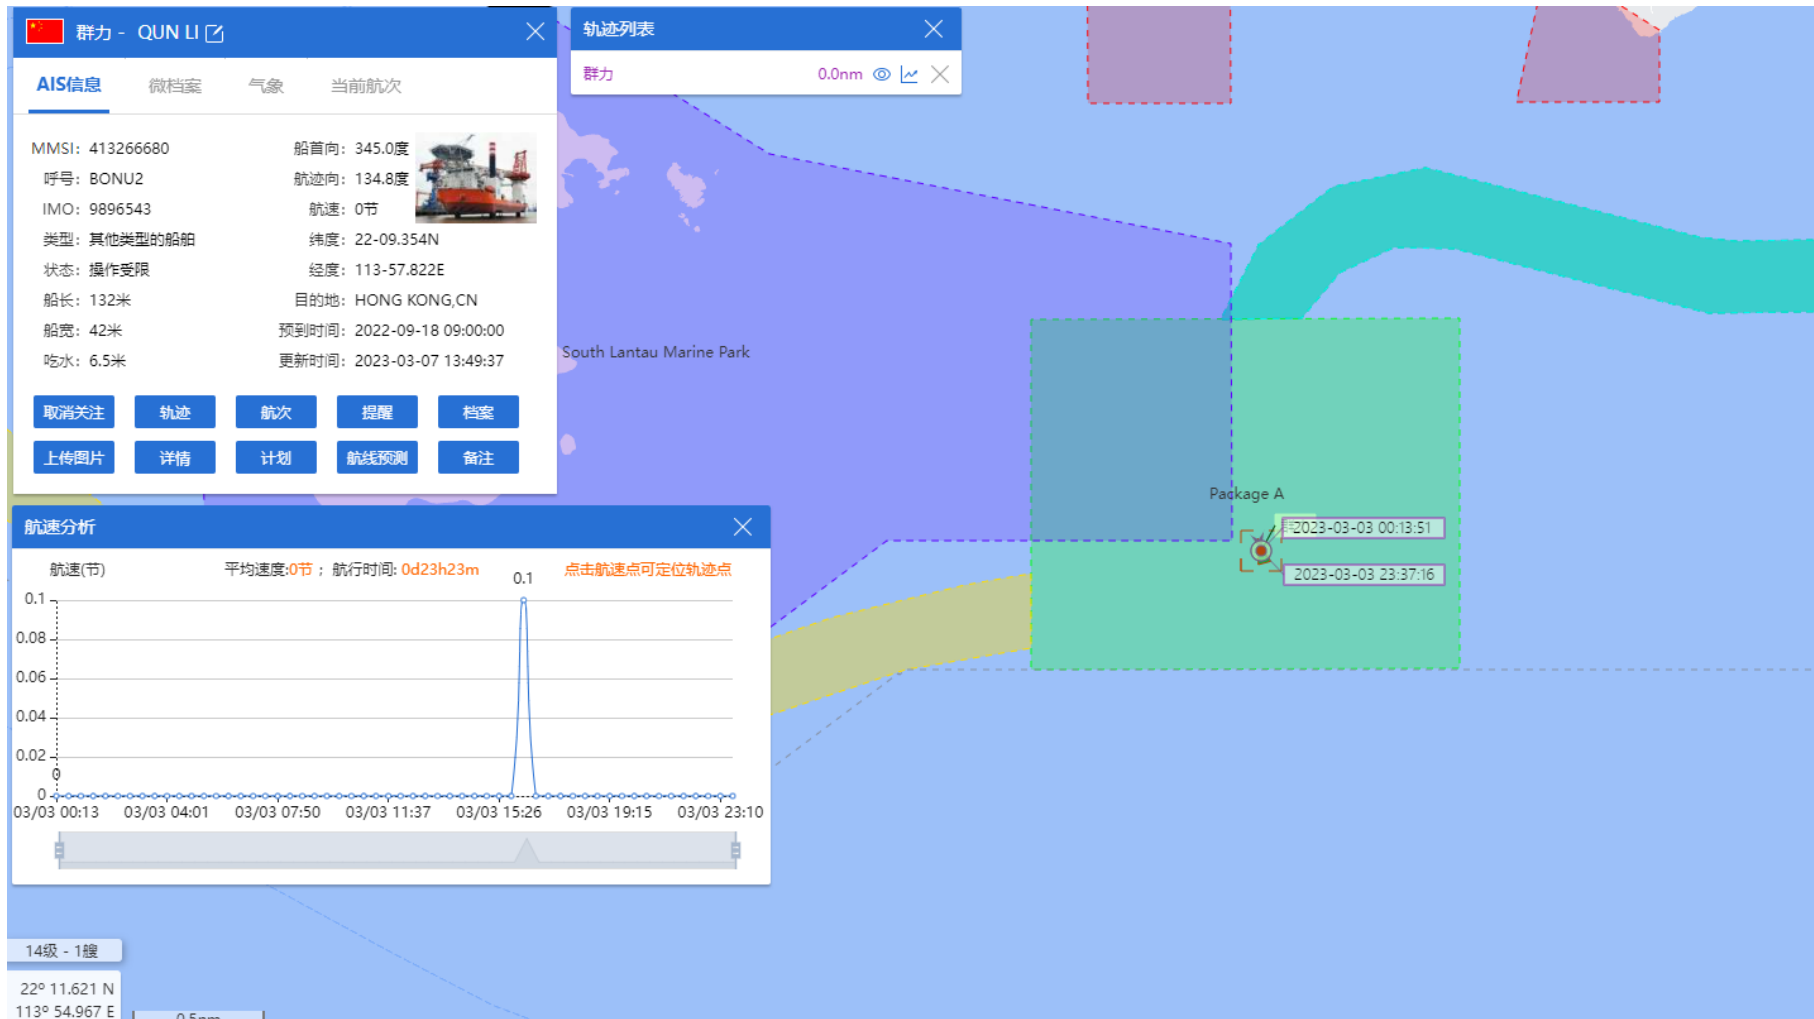 群力 - QUN LI
AIS信息 微档案 气象 当前航次
MMSI: 413266680 船首向: 345.0度
呼号: BONU2 航迹向: 134.8度
IMO: 9896543 航速: 0节
类型: 其他类型的船舶 纬度: 22-09.354N
状态: 操作受限 经度: 113-57.822E
船长: 132米 目的地: HONG KONG,CN
船宽: 42米 预到时间: 2022-09-18 09:00:00
吃水: 6.5米 更新时间: 2023-03-07 13:49:37
取消关注 轨迹 航次 提醒 档案
上传图片 详情 计划 航线预测 备注
轨迹列表
群力 0.0nm
South Lantau Marine Park
Package A
2023-03-03 00:13:51
2023-03-03 23:37:16
航速分析
航速(节) 平均速度:0节 ; 航行时间: 0d23h23m 点击航速点可定位轨迹点
0.1
0.1
0.08
0.06
0.04
0.02
0
0
03/03 00:13 03/03 04:01 03/03 07:50 03/03 11:37 03/03 15:26 03/03 19:15 03/03 23:10
14级 - 1艘
22° 11.621 N
113° 54.967 E
0.5nm